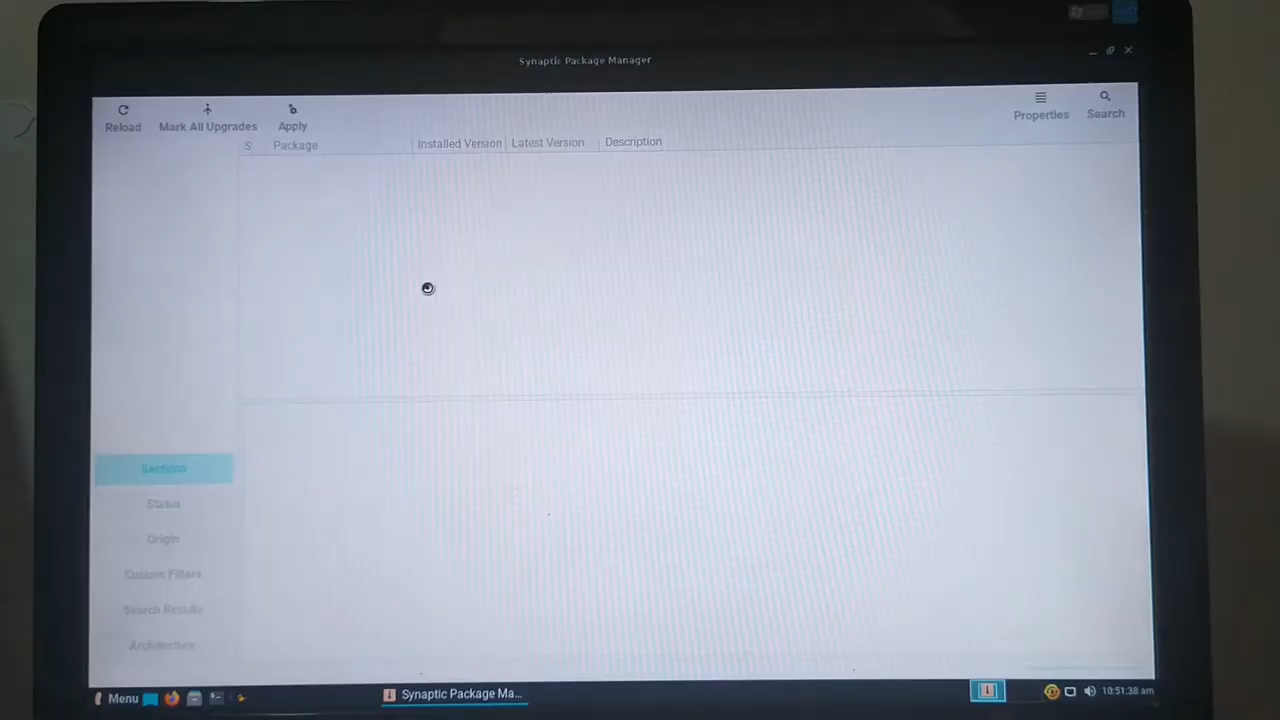 Synaptic Package Manager
Reload
Mark All Upgrades
Apply
Properties
Search
S
Package
Installed Version
Latest Version
Description
Sections
Status
Origin
Custom Filters
Search Results
Architecture
Menu
Synaptic Package Ma...
10:51:38 am